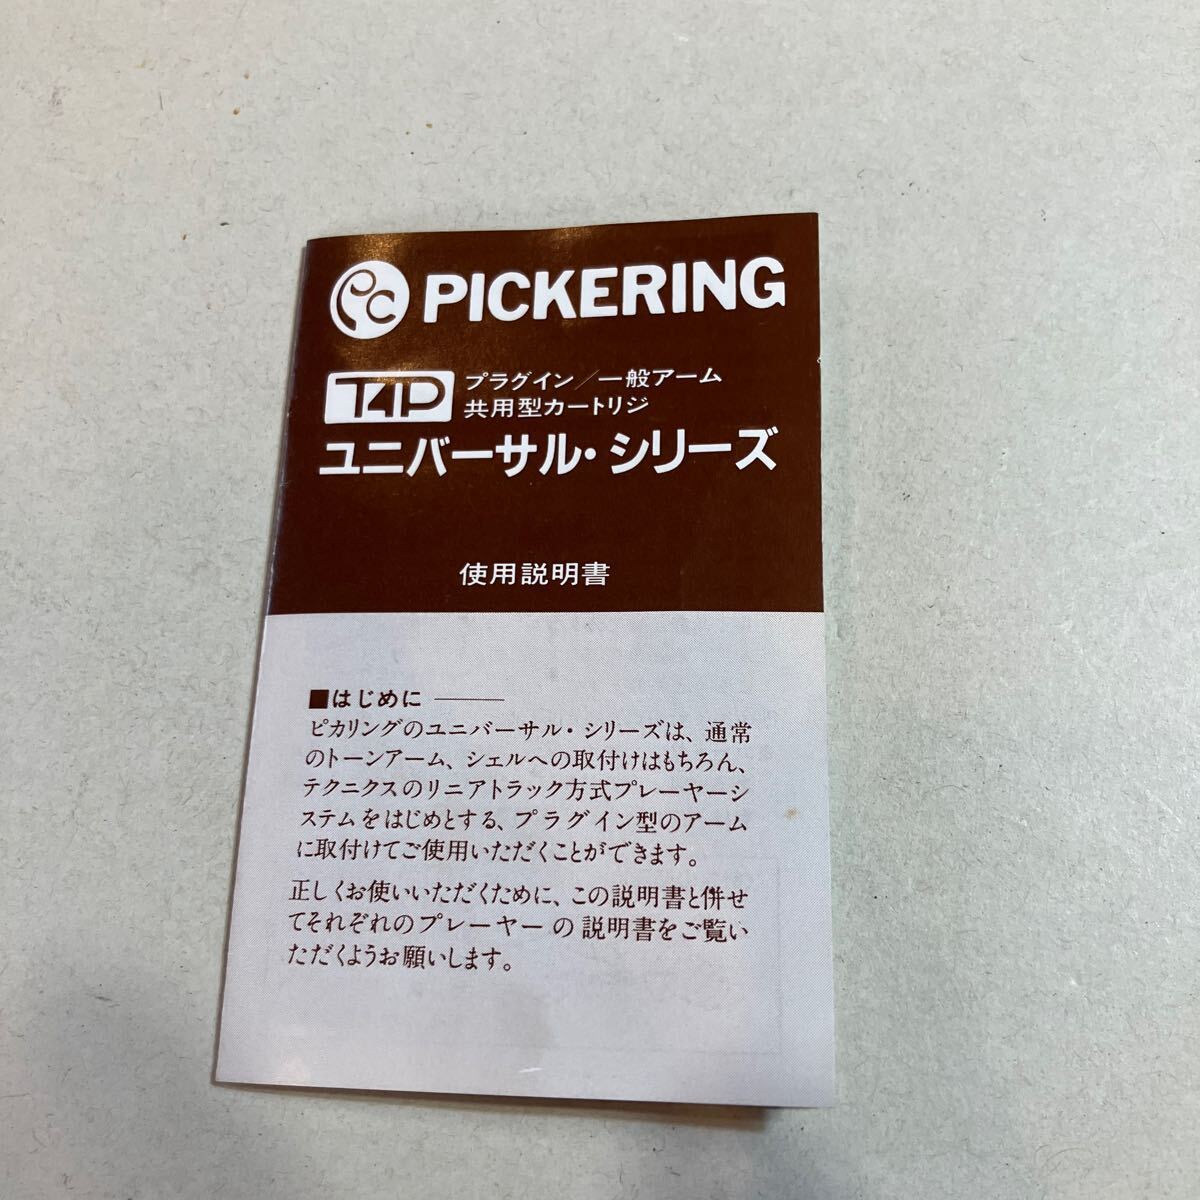 PC PICKERING
T4P プラグイン／一般アーム
共用型カートリジ
ユニバーサル・シリーズ
使用説明書
■はじめに ———
ピカリングのユニバーサル・シリーズは、通常
のトーンアーム、シェルへの取付けはもちろん、
テクニクスのリニアトラック方式プレーヤーシ
ステムをはじめとする、プラグイン型のアーム
に取付けてご使用いただくことができます。
正しくお使いいただくために、この説明書と併せ
てそれぞれのプレーヤーの説明書をご覧い
ただくようお願いします。